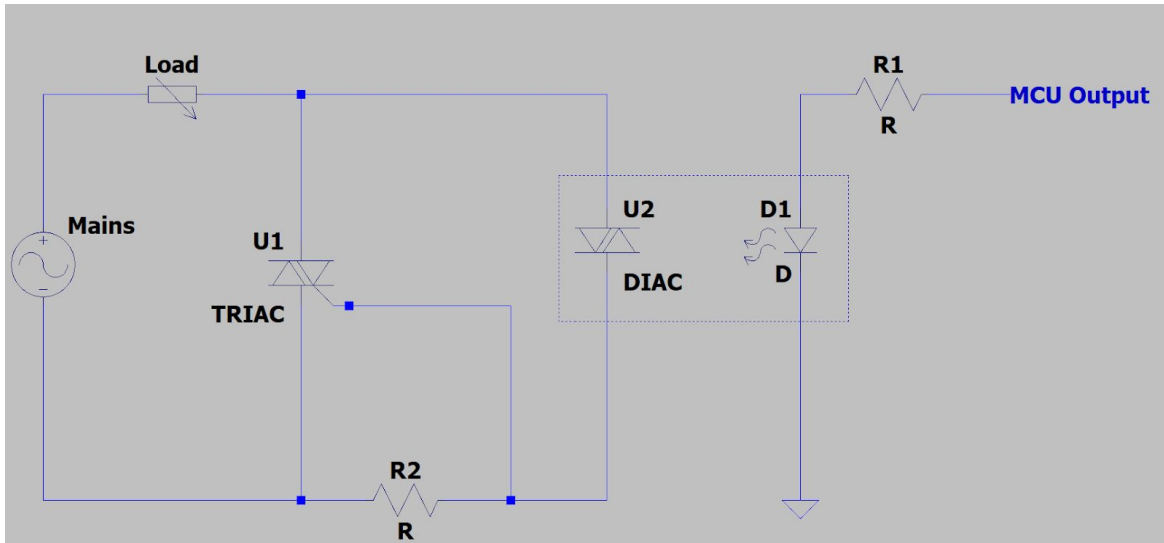 Load
R1
R
MCU Output
Mains
U1
TRIAC
U2
DIAC
D1
D
R2
R